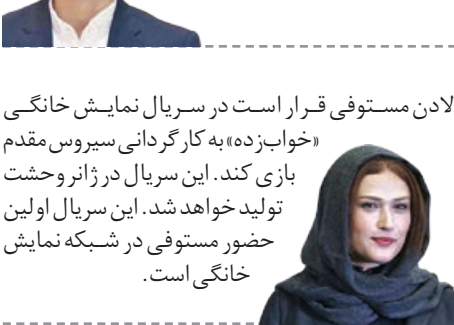 لادن مستوفی قرار است در سریال نمایش خانگی
«خواب‌زده» به کارگردانی سیروس مقدم
بازی کند. این سریال در ژانر وحشت
تولید خواهد شد. این سریال اولین
حضور مستوفی در شبکه نمایش
خانگی است.